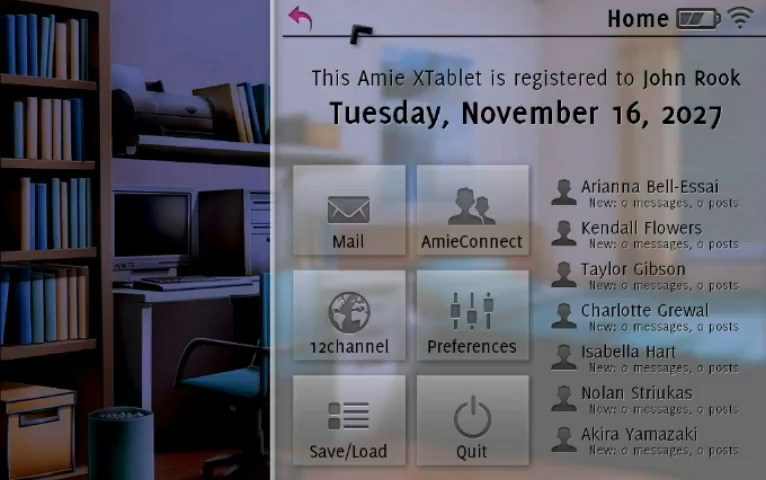 Home
This Amie XTablet is registered to John Rook
Tuesday, November 16, 2027
Mail
AmieConnect
12channel
Preferences
Save/Load
Quit
Arianna Bell-Essai
New: 0 messages, 0 posts
Kendall Flowers
New: 0 messages, 0 posts
Taylor Gibson
New: 0 messages, 0 posts
Charlotte Grewal
New: 0 messages, 0 posts
Isabella Hart
New: 0 messages, 0 posts
Nolan Striukas
New: 0 messages, 0 posts
Akira Yamazaki
New: 0 messages, 0 posts